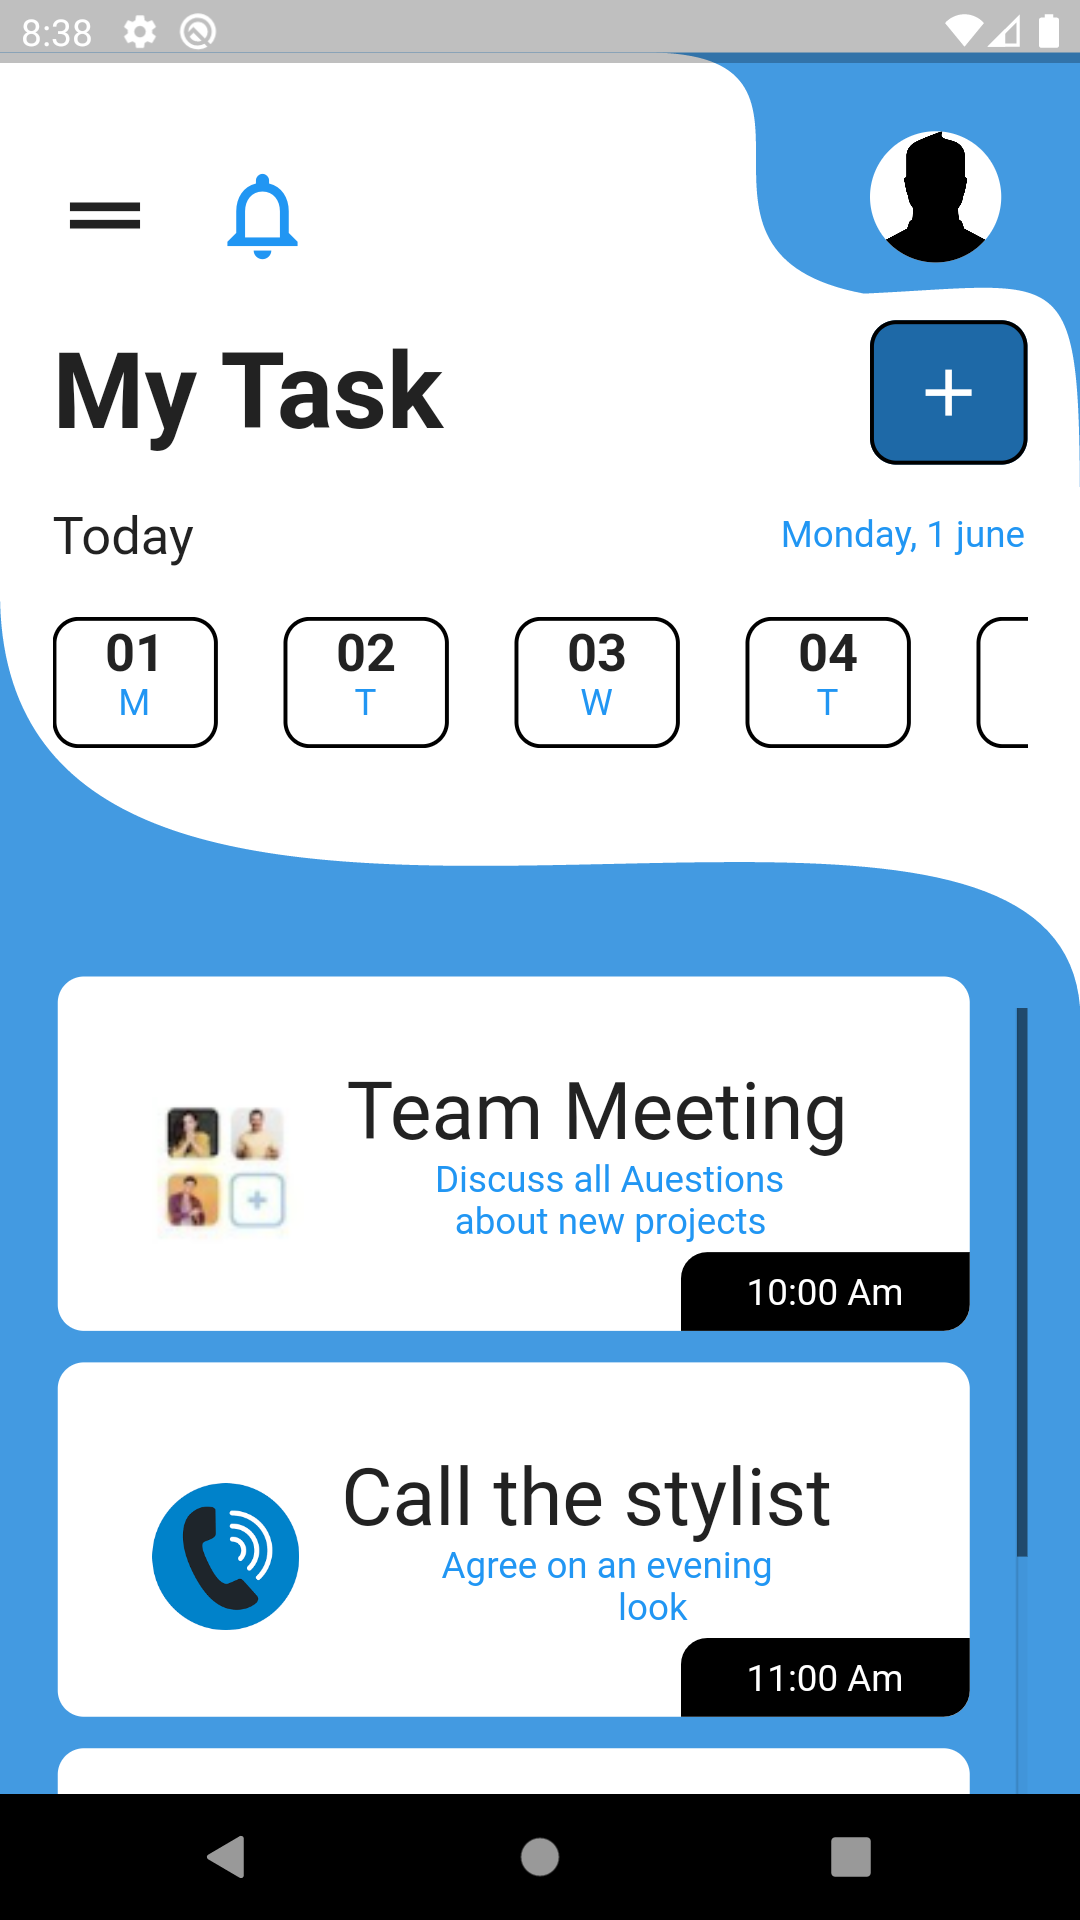 8:38
My Task
+
Today
Monday, 1 june
01
M
02
T
03
W
04
T
Team Meeting
Discuss all Auestions
about new projects
10:00 Am
Call the stylist
Agree on an evening
look
11:00 Am